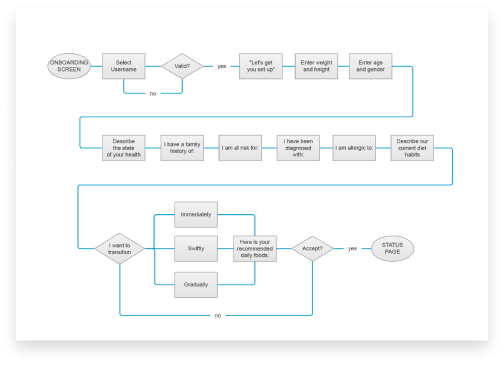 ONBOARDING
SCREEN
Select
Username
Valid?
yes
no
"Let's get
you set up"
Enter weight
and height
Enter age
and gender
Describe
the state
of your health
I have a family
history of:
I am at risk for:
I have been
diagnosed
with:
I am allergic to:
Describe our
current diet
habits
I want to
transition
Immediately
Swiftly
Gradually
Here is your
recommended
daily foods:
Accept?
yes
STATUS
PAGE
no